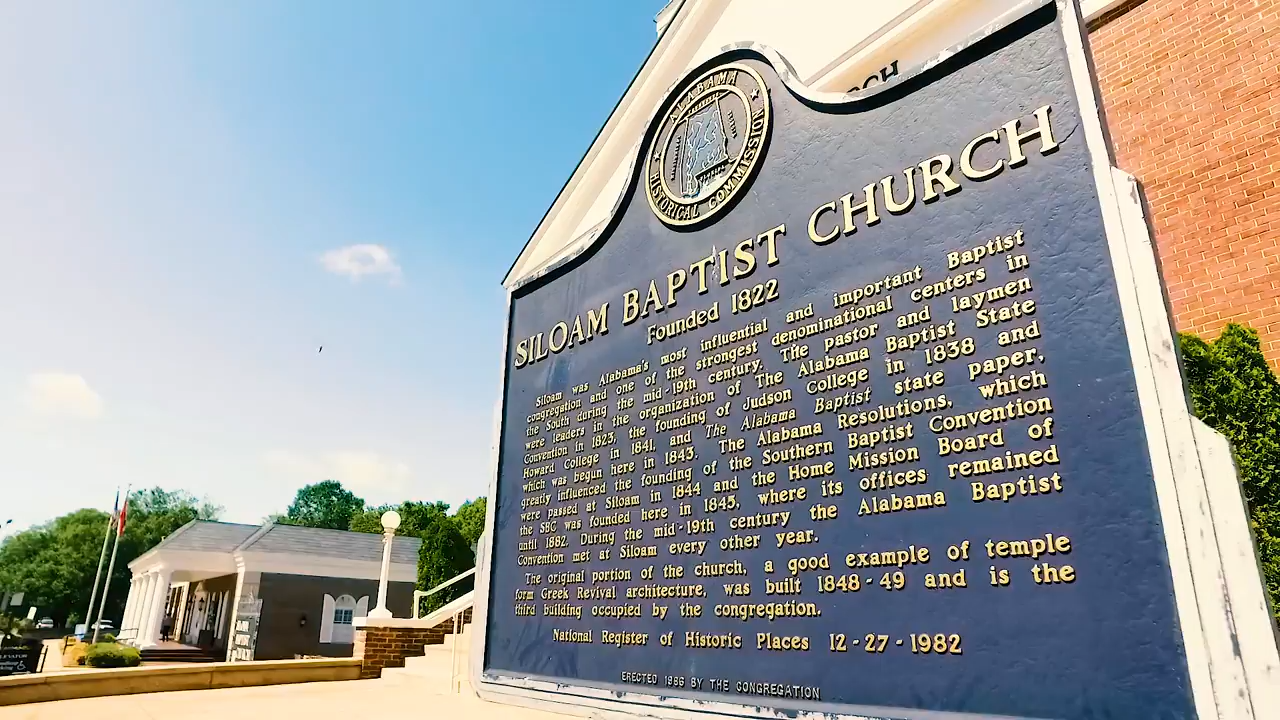 RCH
ALABAMA
HISTORICAL COMMISSION
SILOAM BAPTIST CHURCH
Founded 1822
Siloam was Alabama's most influential and important Baptist
congregation and one of the strongest denominational centers in
the South during the mid-19th century. The pastor and laymen
were leaders in the organization of The Alabama Baptist State
Convention in 1823, the founding of Judson College in 1838 and
Howard College in 1841, and The Alabama Baptist state paper,
which was begun here in 1843. The Alabama Resolutions, which
greatly influenced the founding of the Southern Baptist Convention
were passed at Siloam in 1844 and the Home Mission Board of
the SBC was founded here in 1845, where its offices remained
until 1882. During the mid-19th century the Alabama Baptist
Convention met at Siloam every other year.
The original portion of the church, a good example of temple
form Greek Revival architecture, was built 1848-49 and is the
third building occupied by the congregation.
National Register of Historic Places 12-27-1982
ERECTED 1986 BY THE CONGREGATION